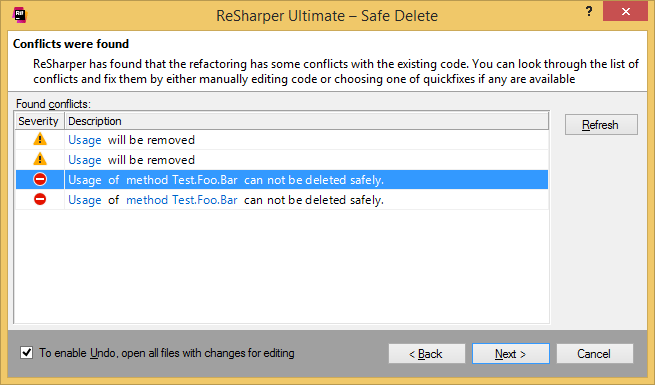 ReSharper Ultimate – Safe Delete
?
Conflicts were found
ReSharper has found that the refactoring has some conflicts with the existing code. You can look through the list of
conflicts and fix them by either manually editing code or choosing one of quickfixes if any are available
Found conflicts:
Severity Description
Usage will be removed
Usage will be removed
Usage of method Test.Foo.Bar can not be deleted safely.
Usage of method Test.Foo.Bar can not be deleted safely.
Refresh
To enable Undo, open all files with changes for editing
< Back
Next >
Cancel